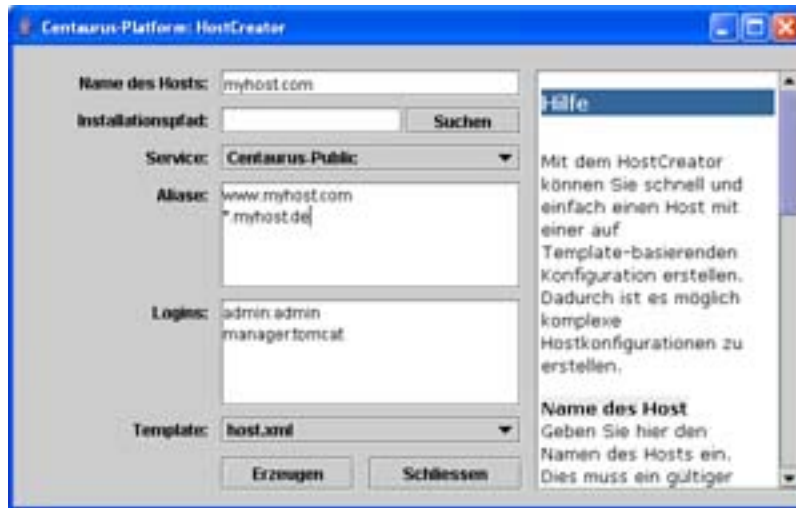 Centaurus-Platform: HostCreator
Name des Hosts: myhost.com
Installationspfad: Suchen
Service: Centaurus-Public
Aliase: www.myhost.com
*.myhost.de
Logins: admin:admin
manager:tomcat
Template: host.xml
Erzeugen Schliessen
Hilfe
Mit dem HostCreator
können Sie schnell und
einfach einen Host mit
einer auf
Template-basierenden
Konfiguration erstellen.
Dadurch ist es möglich
komplexe
Hostkonfigurationen zu
erstellen.
Name des Host
Geben Sie hier den
Namen des Hosts ein.
Dies muss ein gültiger